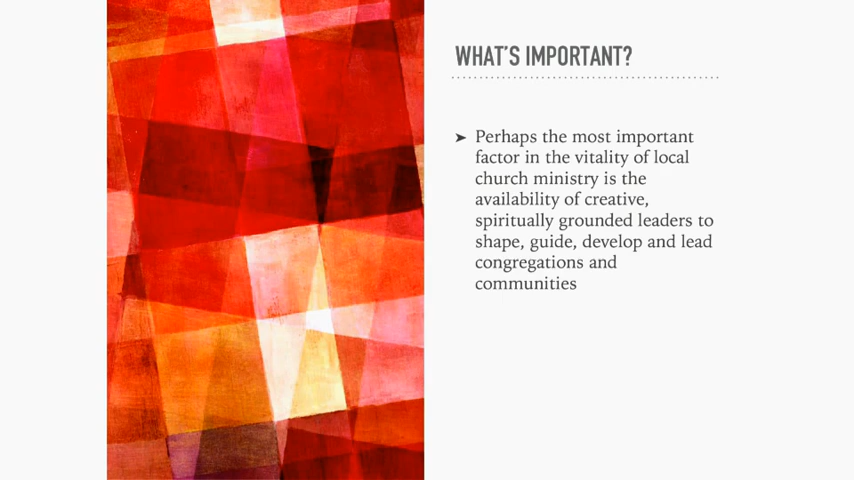 WHAT'S IMPORTANT?
➤ Perhaps the most important
factor in the vitality of local
church ministry is the
availability of creative,
spiritually grounded leaders to
shape, guide, develop and lead
congregations and
communities